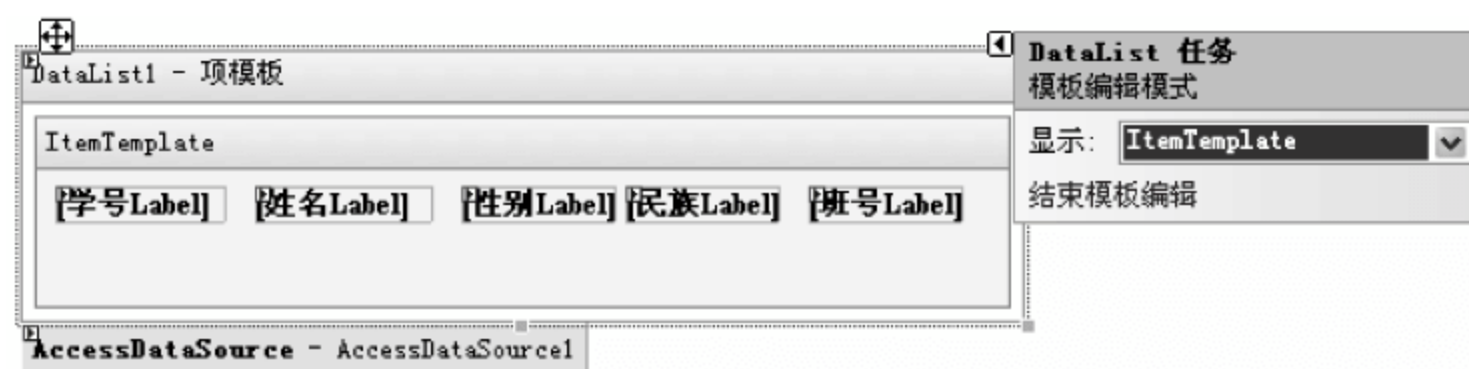 DataList 任务
DataList1 - 项模板
模板编辑模式
ItemTemplate
显示: ItemTemplate
[学号Label] [姓名Label] [性别Label] [民族Label] [班号Label]
结束模板编辑
AccessDataSource - AccessDataSource1